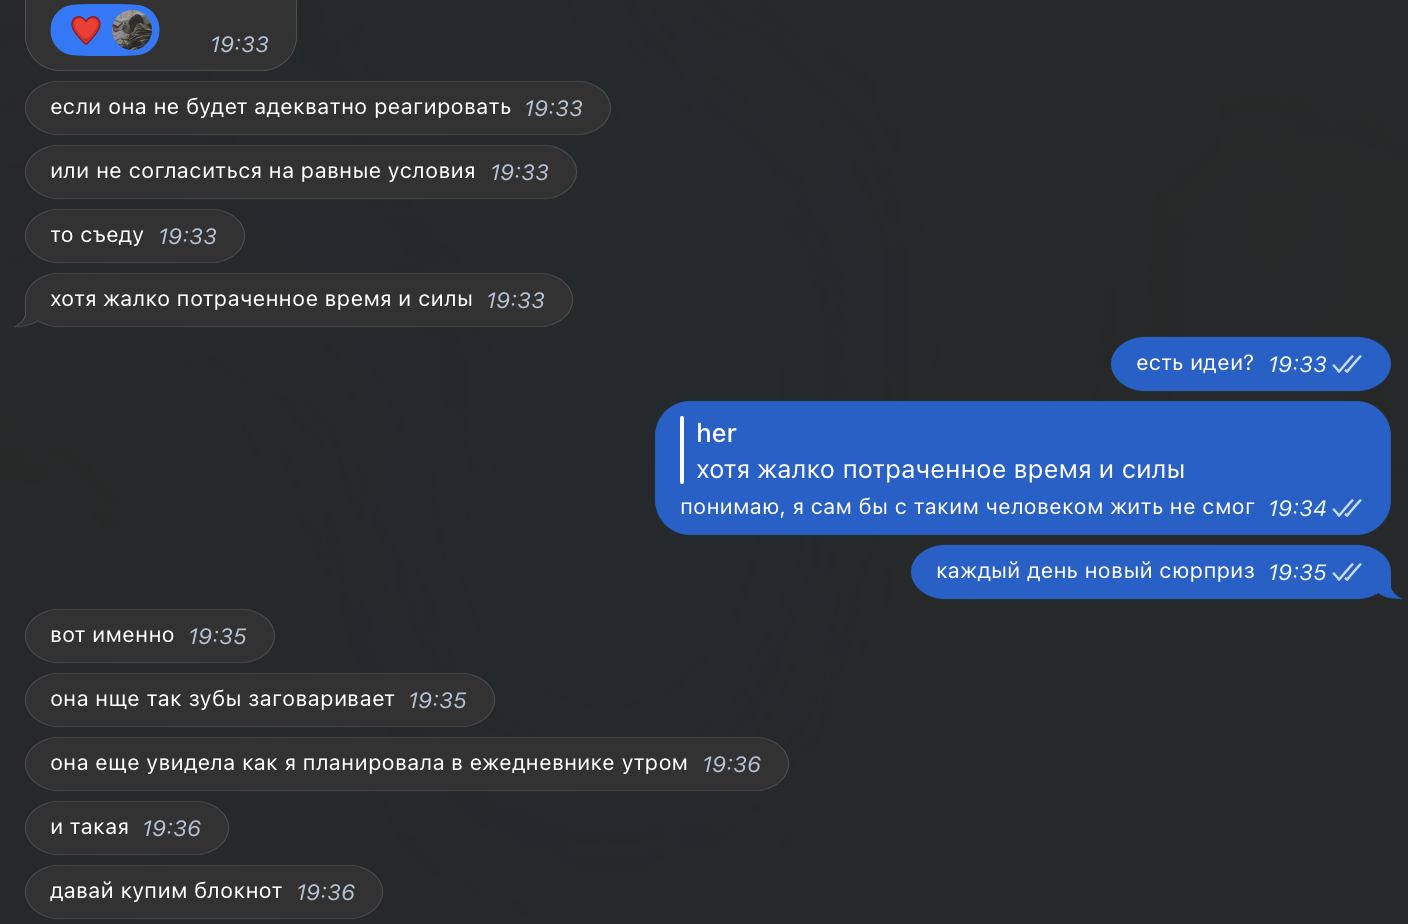 ❤️ 19:33
если она не будет адекватно реагировать 19:33
или не согласиться на равные условия 19:33
то съеду 19:33
хотя жалко потраченное время и силы 19:33
есть идеи? 19:33
her
хотя жалко потраченное время и силы
понимаю, я сам бы с таким человеком жить не смог 19:34
каждый день новый сюрприз 19:35
вот именно 19:35
она нще так зубы заговаривает 19:35
она еще увидела как я планировала в ежедневнике утром 19:36
и такая 19:36
давай купим блокнот 19:36